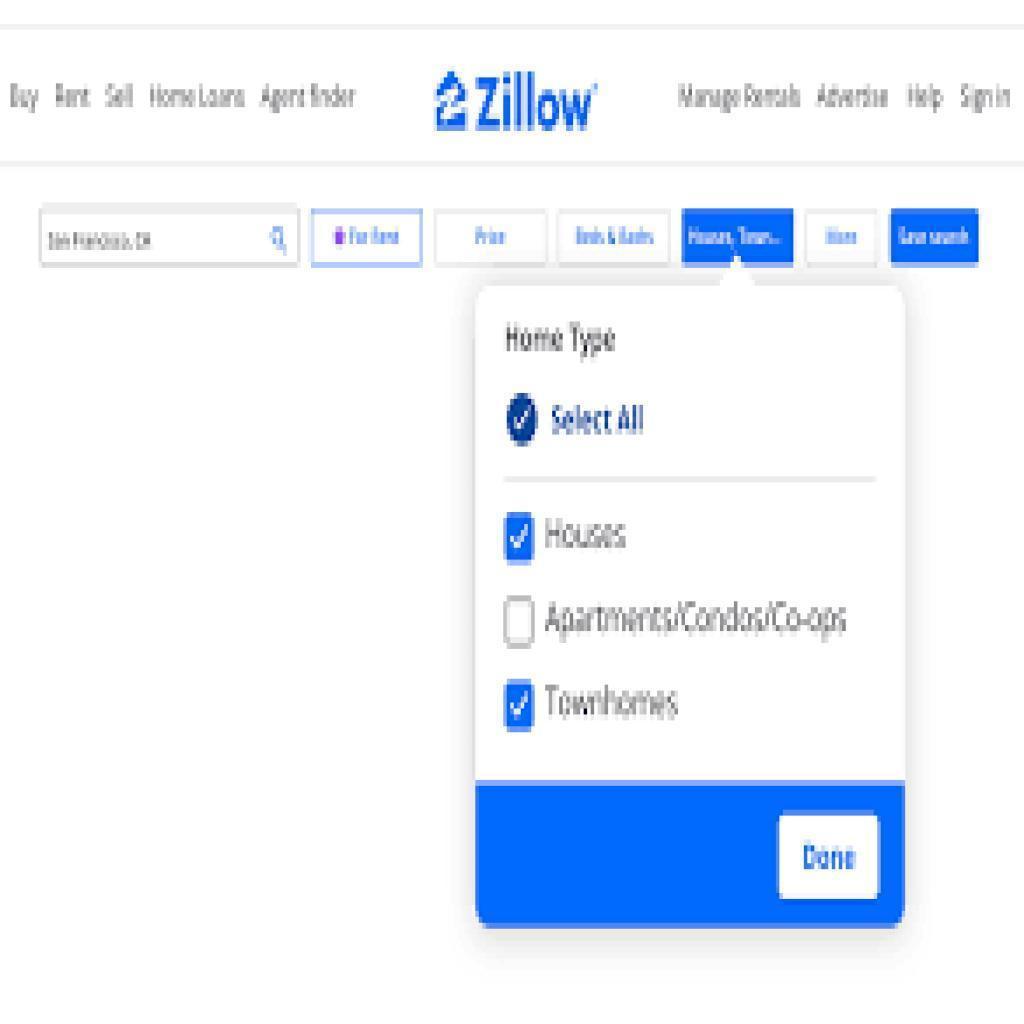 Buy Rent Sell Home Loans Agent finder Zillow Manage Rentals Advertise Help Sign in
San Francisco, CA For Rent Price Beds & Baths Houses, Town... More Save search
Home Type
Select All
Houses
Apartments/Condos/Co-ops
Townhomes
Done